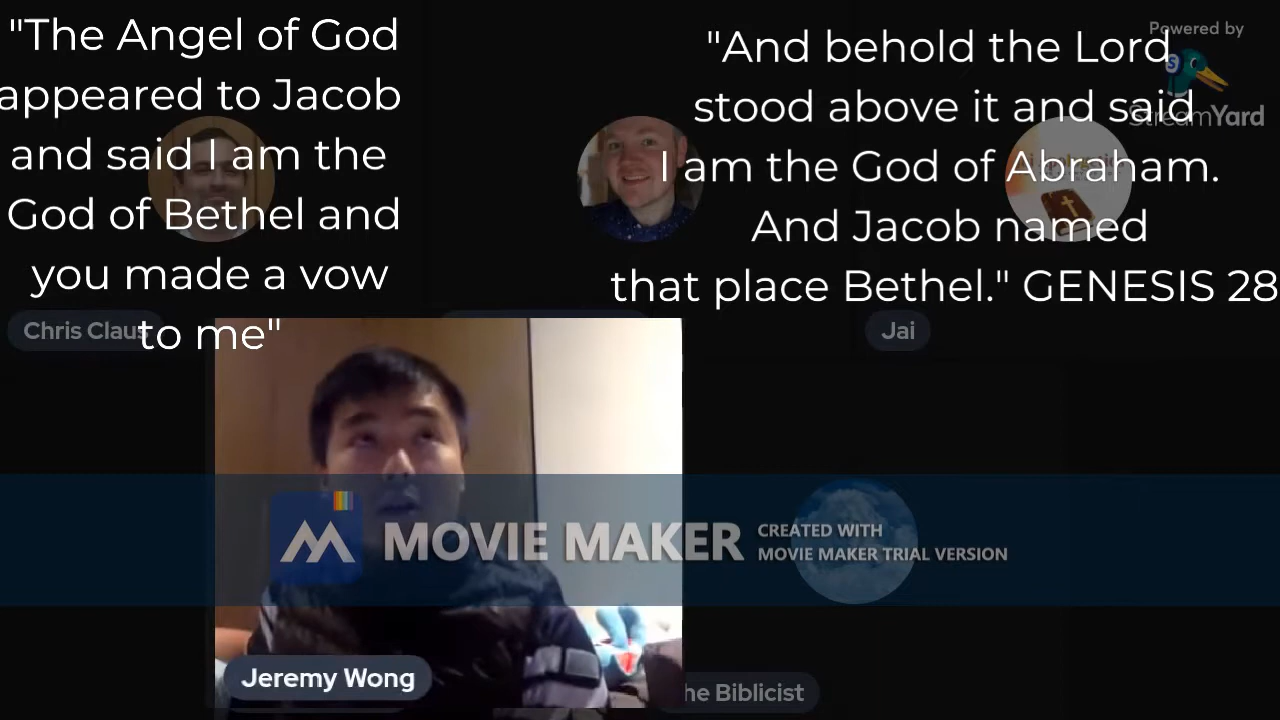 "The Angel of God
appeared to Jacob
and said I am the
God of Bethel and
you made a vow
to me"
"And behold the Lord
stood above it and said
I am the God of Abraham.
And Jacob named
that place Bethel." GENESIS 28
Powered by
StreamYard
Chris Claus
Jai
MOVIE MAKER
CREATED WITH
MOVIE MAKER TRIAL VERSION
Jeremy Wong
he Biblicist